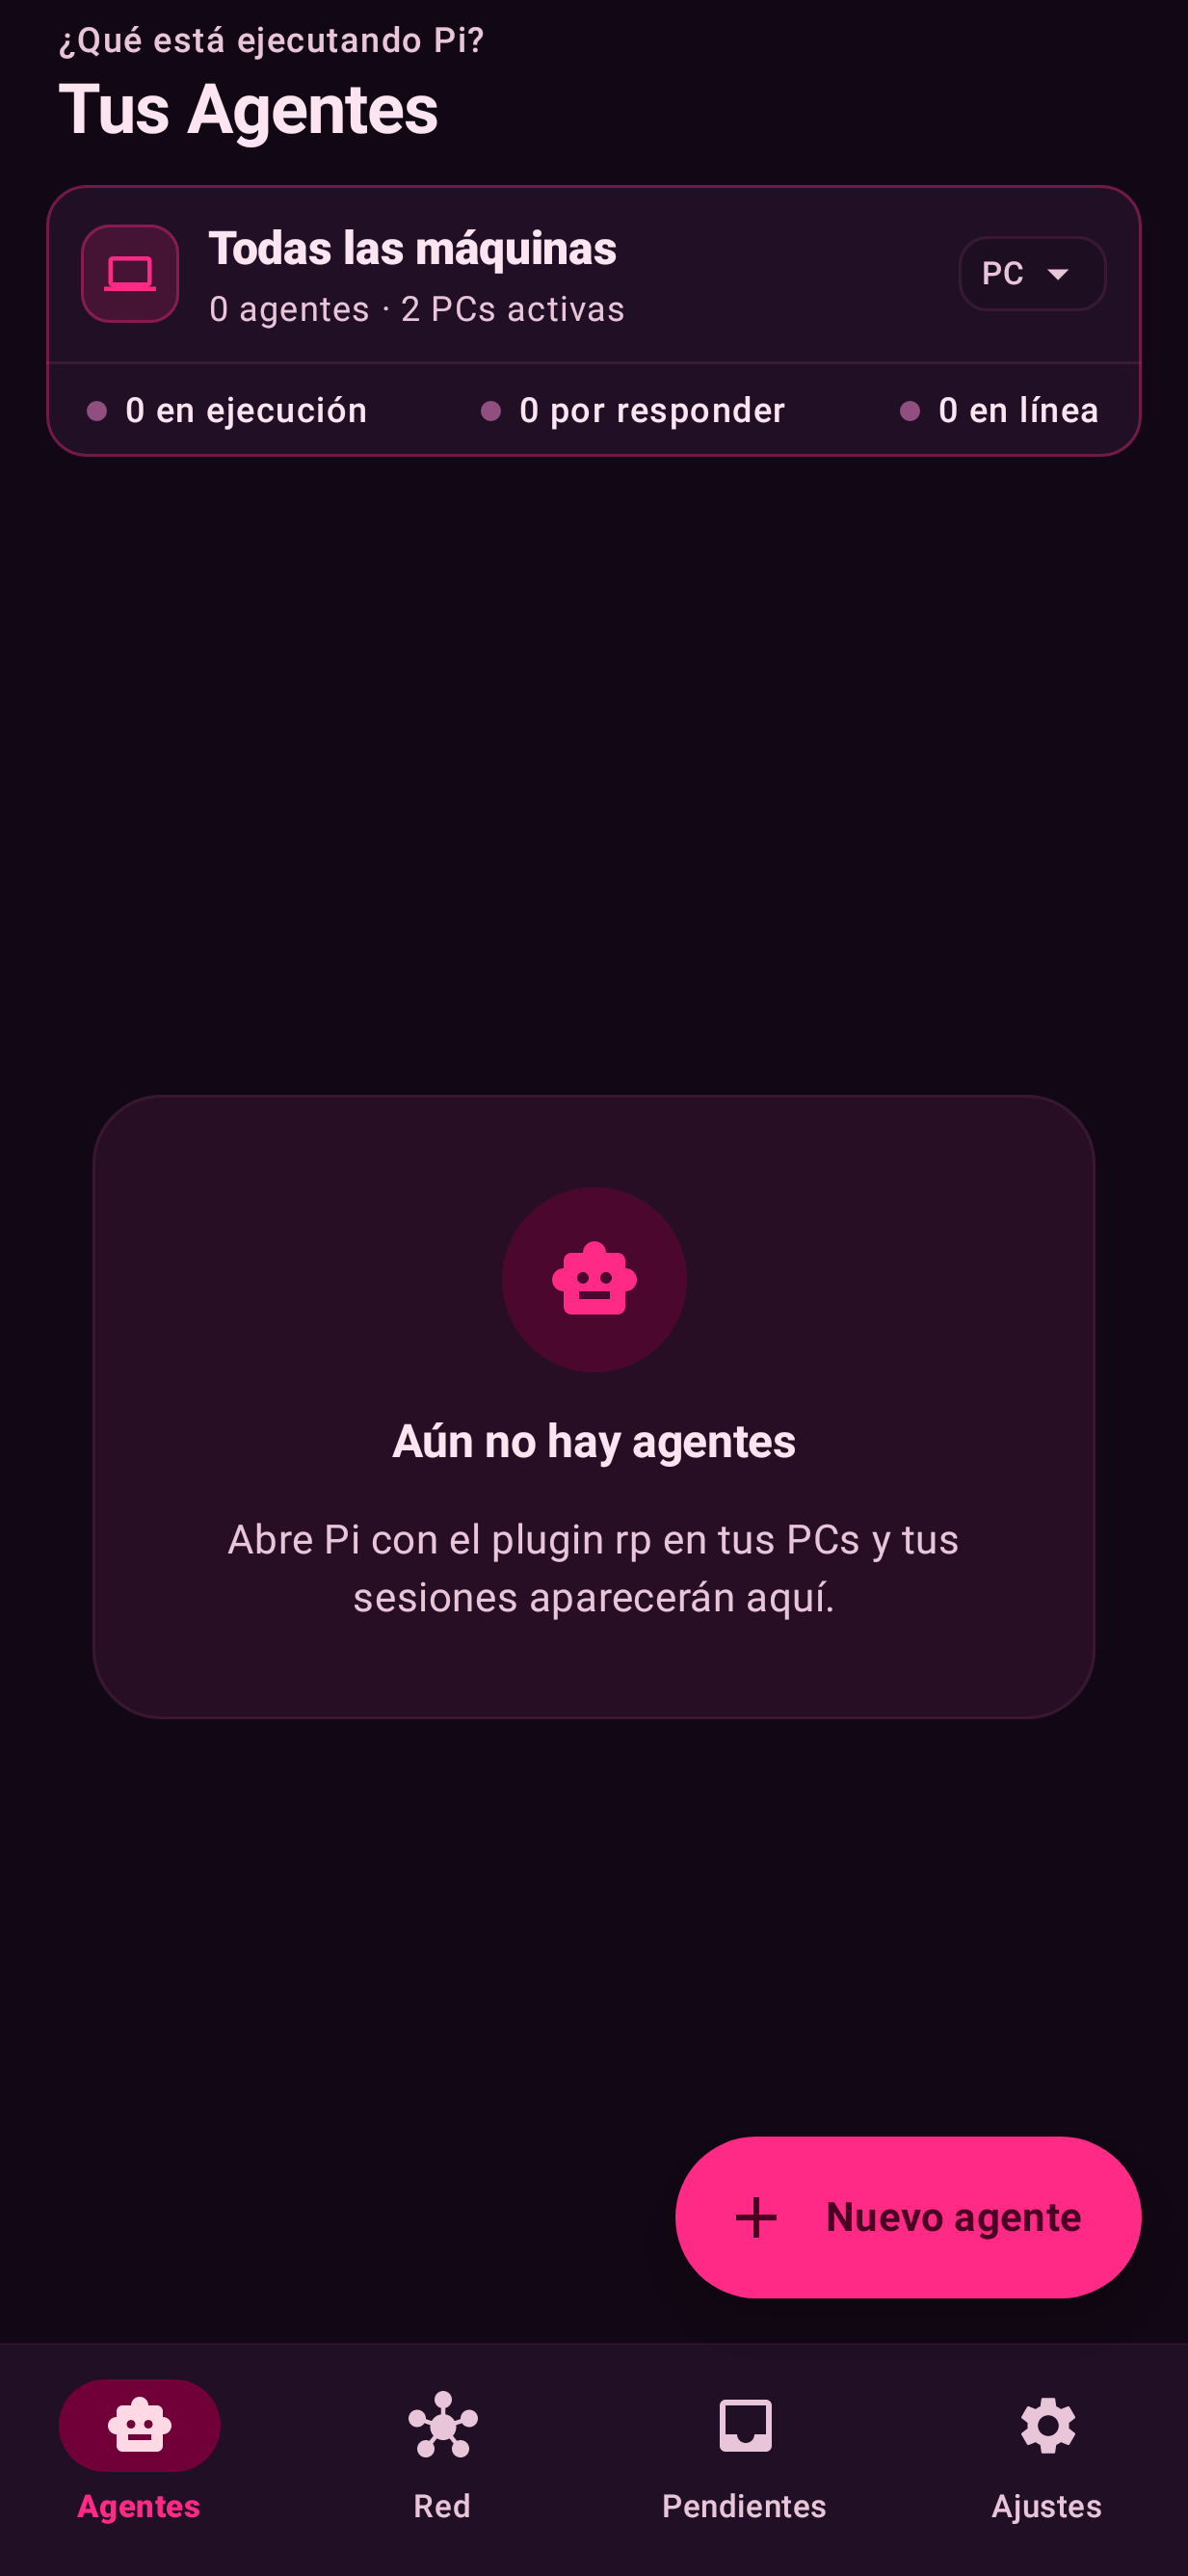 ¿Qué está ejecutando Pi?
Tus Agentes
Todas las máquinas
0 agentes · 2 PCs activas
PC
0 en ejecución
0 por responder
0 en línea
Aún no hay agentes
Abre Pi con el plugin rp en tus PCs y tus
sesiones aparecerán aquí.
Nuevo agente
Agentes
Red
Pendientes
Ajustes